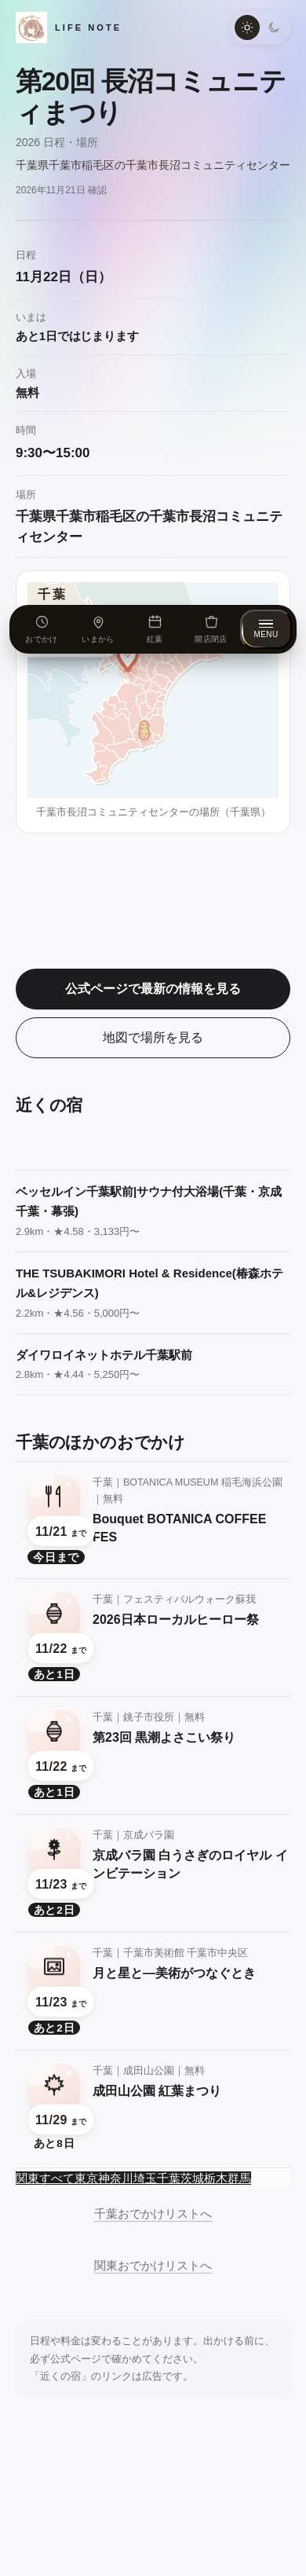 LIFE NOTE
第20回 長沼コミュニテ
ィまつり
2026 日程・場所
千葉県千葉市稲毛区の千葉市長沼コミュニティセンター
2026年11月21日 確認
日程
11月22日（日）
いまは
あと1日ではじまります
入場
無料
時間
9:30〜15:00
場所
千葉県千葉市稲毛区の千葉市長沼コミュニテ
ィセンター
千葉
おでかけ
いまから
紅葉
開店閉店
MENU
千葉市長沼コミュニティセンターの場所（千葉県）
公式ページで最新の情報を見る
地図で場所を見る
近くの宿
ベッセルイン千葉駅前|サウナ付大浴場(千葉・京成
千葉・幕張)
2.9km・★4.58・3,133円〜
THE TSUBAKIMORI Hotel & Residence(椿森ホテ
ル&レジデンス)
2.2km・★4.56・5,000円〜
ダイワロイネットホテル千葉駅前
2.8km・★4.44・5,250円〜
千葉のほかのおでかけ
千葉｜BOTANICA MUSEUM 稲毛海浜公園
｜無料
Bouquet BOTANICA COFFEE
FES
11/21 まで
今日まで
千葉｜フェスティバルウォーク蘇我
2026日本ローカルヒーロー祭
11/22 まで
あと1日
千葉｜銚子市役所｜無料
第23回 黒潮よさこい祭り
11/22 まで
あと1日
千葉｜京成バラ園
京成バラ園 白うさぎのロイヤル イ
ンビテーション
11/23 まで
あと2日
千葉｜千葉市美術館 千葉市中央区
月と星と―美術がつなぐとき
11/23 まで
あと2日
千葉｜成田山公園｜無料
成田山公園 紅葉まつり
11/29 まで
あと8日
関東すべて東京神奈川埼玉千葉茨城栃木群馬
千葉おでかけリストへ
関東おでかけリストへ
日程や料金は変わることがあります。出かける前に、
必ず公式ページで確かめてください。
「近くの宿」のリンクは広告です。